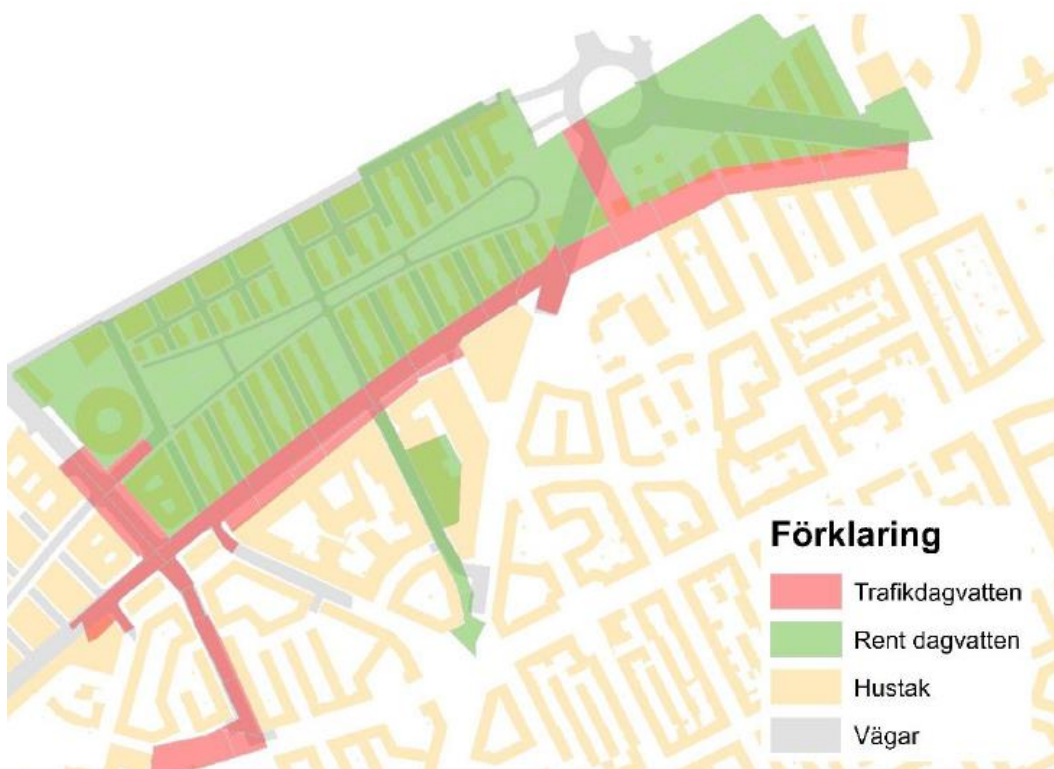 Förklaring
Trafikdagvatten
Rent dagvatten
Hustak
Vägar